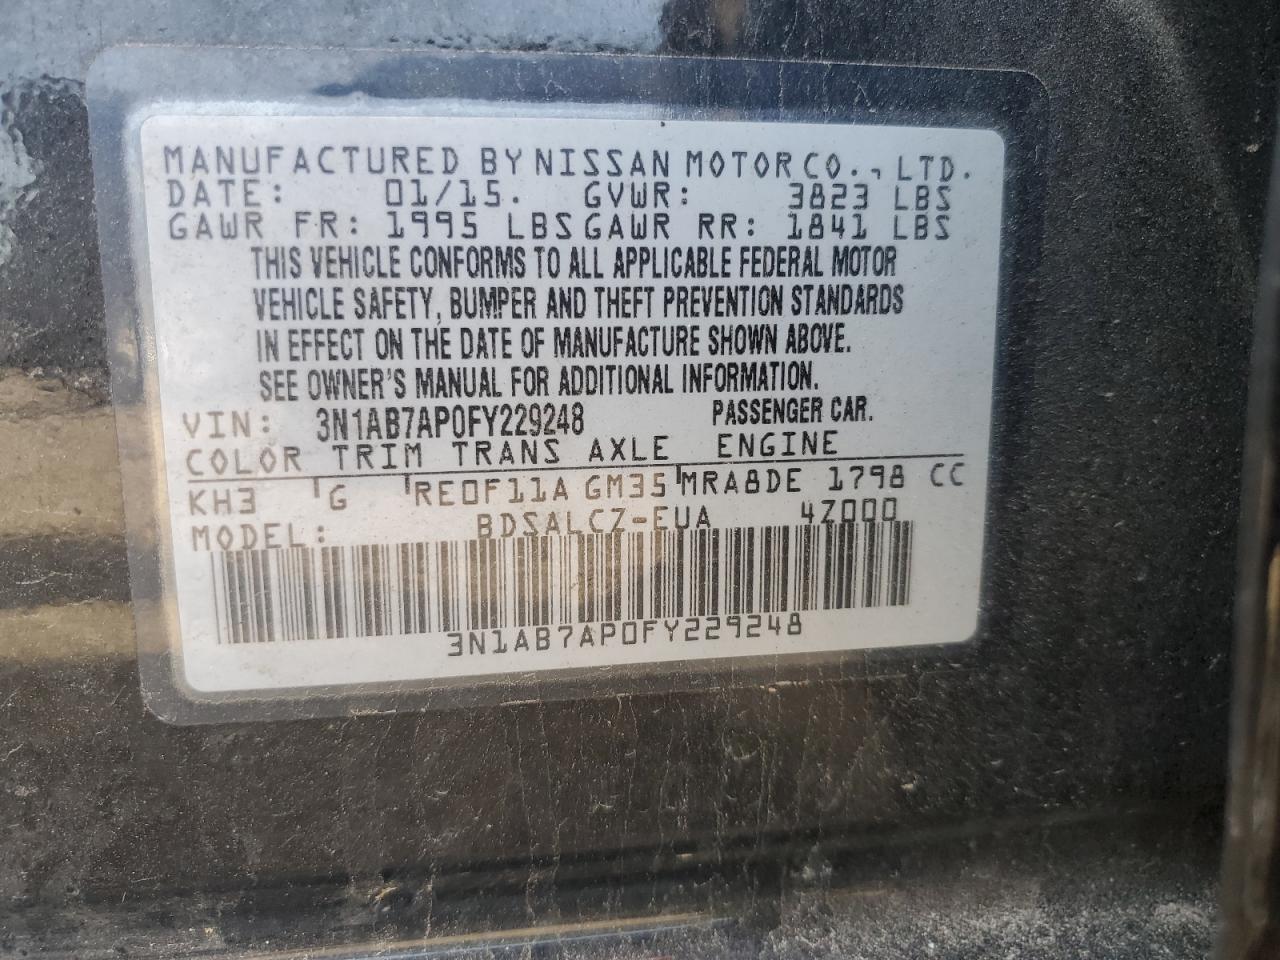 MANUFACTURED BY NISSAN MOTOR CO., LTD.
DATE: 01/15. GVWR: 3823 LBS
GAWR FR: 1995 LBS GAWR RR: 1841 LBS
THIS VEHICLE CONFORMS TO ALL APPLICABLE FEDERAL MOTOR
VEHICLE SAFETY, BUMPER AND THEFT PREVENTION STANDARDS
IN EFFECT ON THE DATE OF MANUFACTURE SHOWN ABOVE.
SEE OWNER'S MANUAL FOR ADDITIONAL INFORMATION.
VIN: 3N1AB7AP0FY229248 PASSENGER CAR.
COLOR TRIM TRANS AXLE ENGINE
KH3 G RE0F11A GM35 MRA8DE 1798 CC
MODEL: BDSALCZ-EUA 4Z000
3N1AB7AP0FY229248